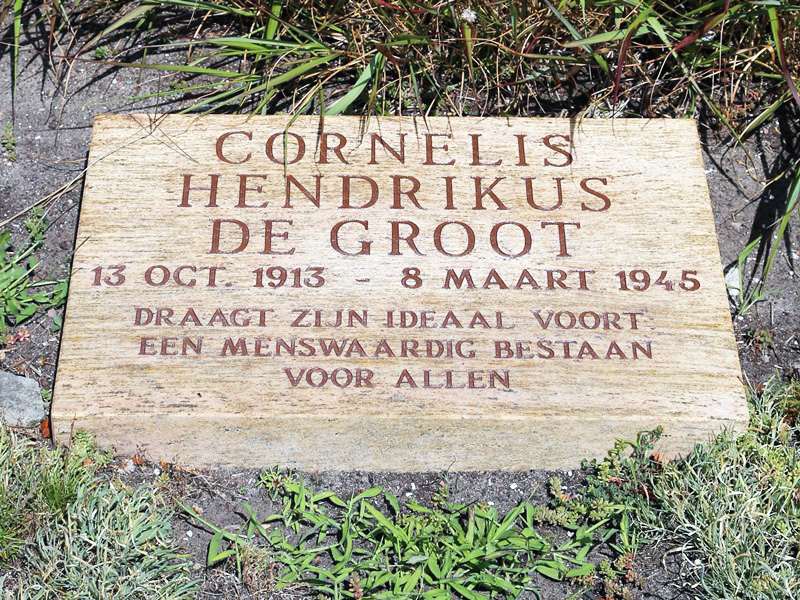 CORNELIS
HENDRIKUS
DE GROOT
13 OCT. 1913 - 8 MAART 1945
DRAAGT ZIJN IDEAAL VOORT
EEN MENSWAARDIG BESTAAN
VOOR ALLEN